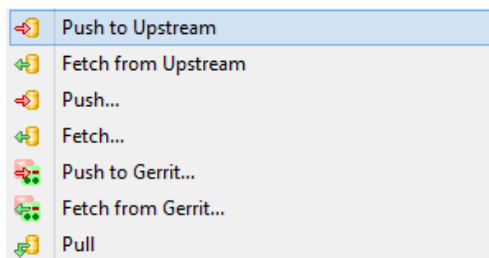 Push to Upstream
Fetch from Upstream
Push...
Fetch...
Push to Gerrit...
Fetch from Gerrit...
Pull